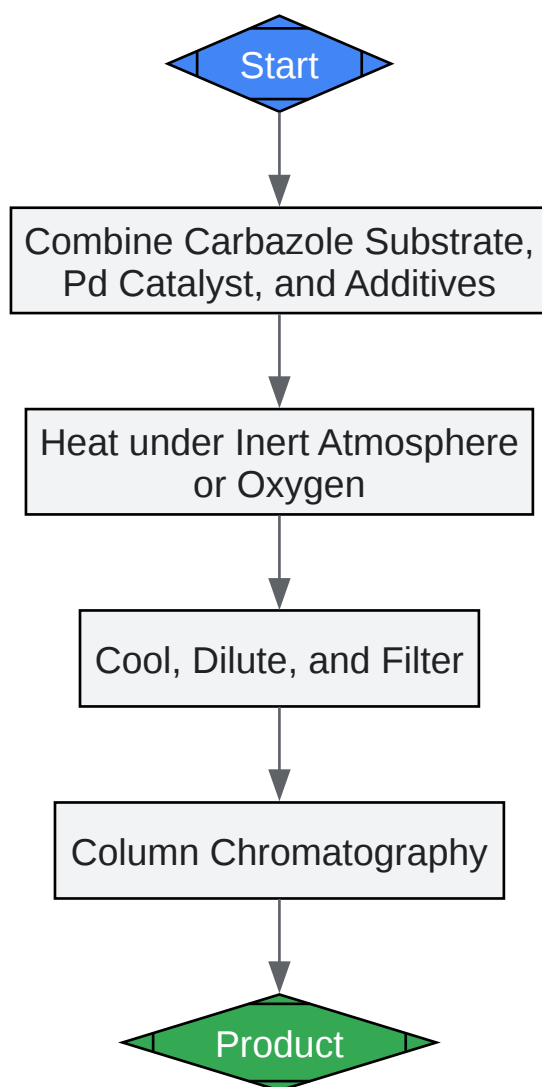 Start
Combine Carbazole Substrate,
Pd Catalyst, and Additives
Heat under Inert Atmosphere
or Oxygen
Cool, Dilute, and Filter
Column Chromatography
Product